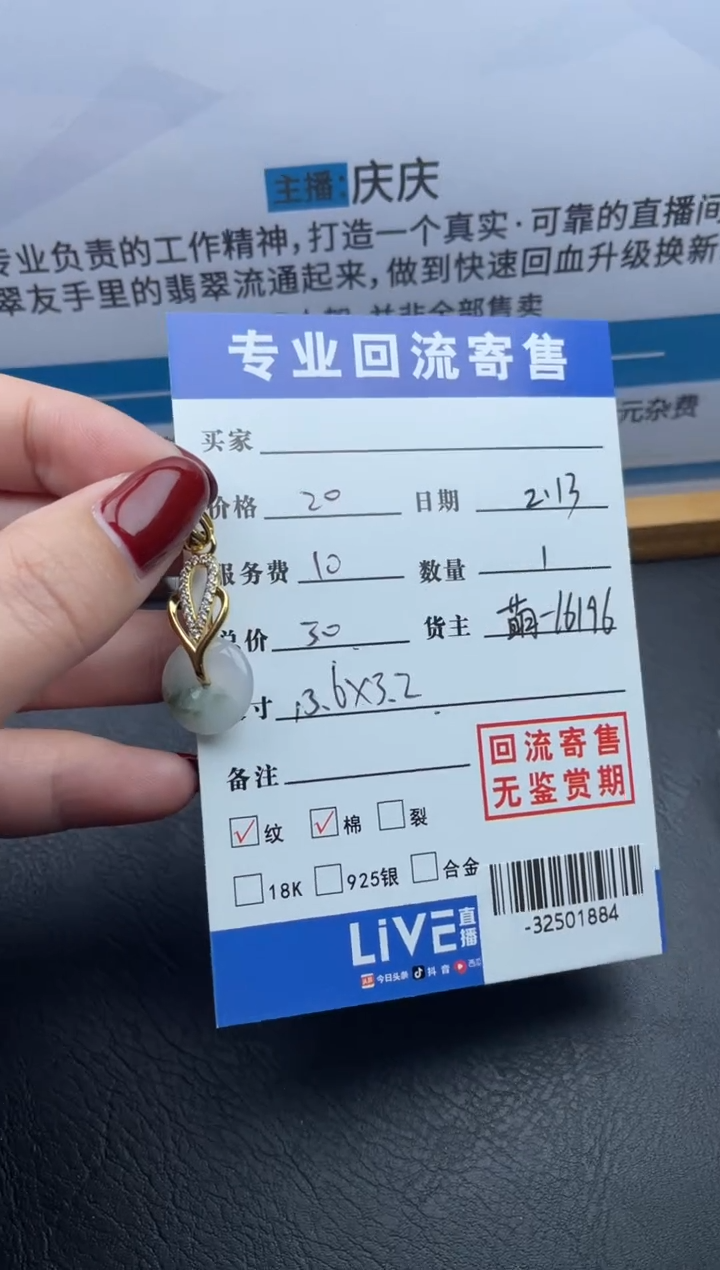 主播:庆庆
专业负责的工作精神,打造一个真实·可靠的直播间
翠友手里的翡翠流通起来,做到快速回血升级换新
并非全部售卖
元杂费
专业回流寄售
买家
价格 20 日期 2.13
服务费 10 数量 1
总价 30 货主 萌-16196
寸 13.6X3.2
备注
回流寄售
无鉴赏期
纹 棉 裂
18K 925银 合金
-32501884
LiVE直播
今日头条 抖音 西瓜